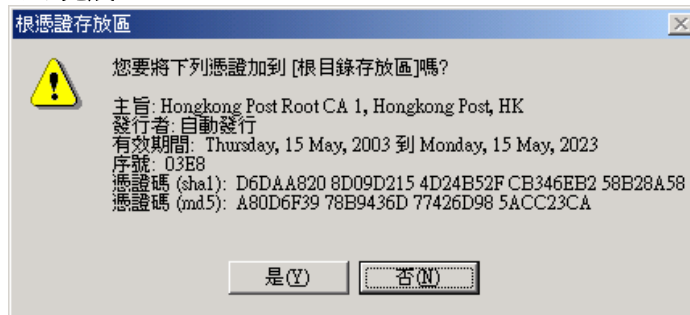 根憑證存放區
您要將下列憑證加到 [根目錄存放區]嗎?
主旨: Hongkong Post Root CA 1, Hongkong Post, HK
發行者: 自動發行
有效期間: Thursday, 15 May, 2003 到 Monday, 15 May, 2023
序號: 03E8
憑證碼 (sha1): D6DAA820 8D09D215 4D24B52F CB346EB2 58B28A58
憑證碼 (md5): A80D6F39 78B9436D 77426D98 5ACC23CA
是(Y) 否(N)